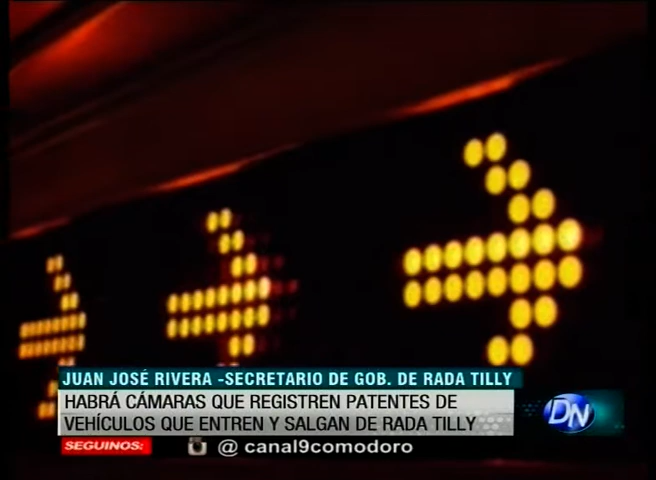 JUAN JOSÉ RIVERA -SECRETARIO DE GOB. DE RADA TILLY
HABRÁ CÁMARAS QUE REGISTREN PATENTES DE
VEHÍCULOS QUE ENTREN Y SALGAN DE RADA TILLY
DN
SEGUINOS: @ canal9comodoro